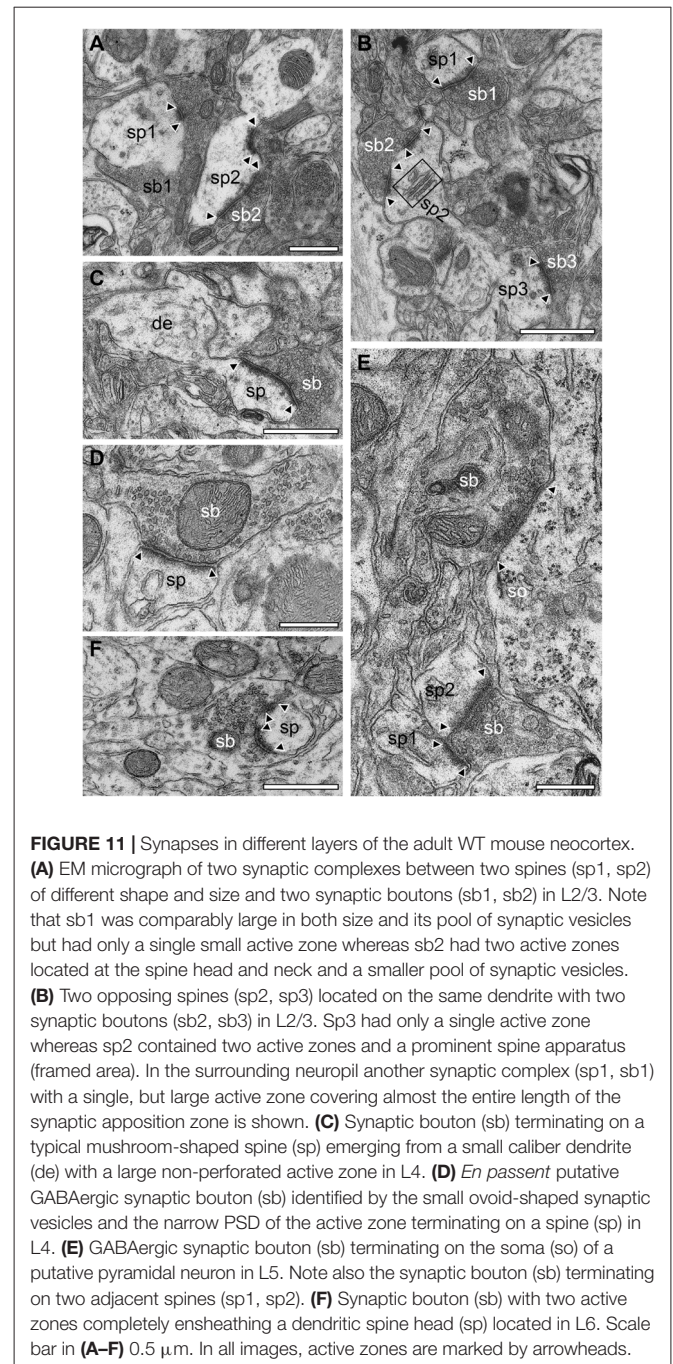 A
sp1
sb1
sp2
sb2
B
sp1
sb1
sb2
sp2
sb3
sp3
C
de
sp
sb
D
sb
sp
E
sb
so
sp2
sp1
sb
F
sb
sp
FIGURE 11 | Synapses in different layers of the adult WT mouse neocortex.
(A) EM micrograph of two synaptic complexes between two spines (sp1, sp2)
of different shape and size and two synaptic boutons (sb1, sb2) in L2/3. Note
that sb1 was comparably large in both size and its pool of synaptic vesicles
but had only a single small active zone whereas sb2 had two active zones
located at the spine head and neck and a smaller pool of synaptic vesicles.
(B) Two opposing spines (sp2, sp3) located on the same dendrite with two
synaptic boutons (sb2, sb3) in L2/3. Sp3 had only a single active zone
whereas sp2 contained two active zones and a prominent spine apparatus
(framed area). In the surrounding neuropil another synaptic complex (sp1, sb1)
with a single, but large active zone covering almost the entire length of the
synaptic apposition zone is shown. (C) Synaptic bouton (sb) terminating on a
typical mushroom-shaped spine (sp) emerging from a small caliber dendrite
(de) with a large non-perforated active zone in L4. (D) En passent putative
GABAergic synaptic bouton (sb) identified by the small ovoid-shaped synaptic
vesicles and the narrow PSD of the active zone terminating on a spine (sp) in
L4. (E) GABAergic synaptic bouton (sb) terminating on the soma (so) of a
putative pyramidal neuron in L5. Note also the synaptic bouton (sb) terminating
on two adjacent spines (sp1, sp2). (F) Synaptic bouton (sb) with two active
zones completely ensheathing a dendritic spine head (sp) located in L6. Scale
bar in (A–F) 0.5 μm. In all images, active zones are marked by arrowheads.